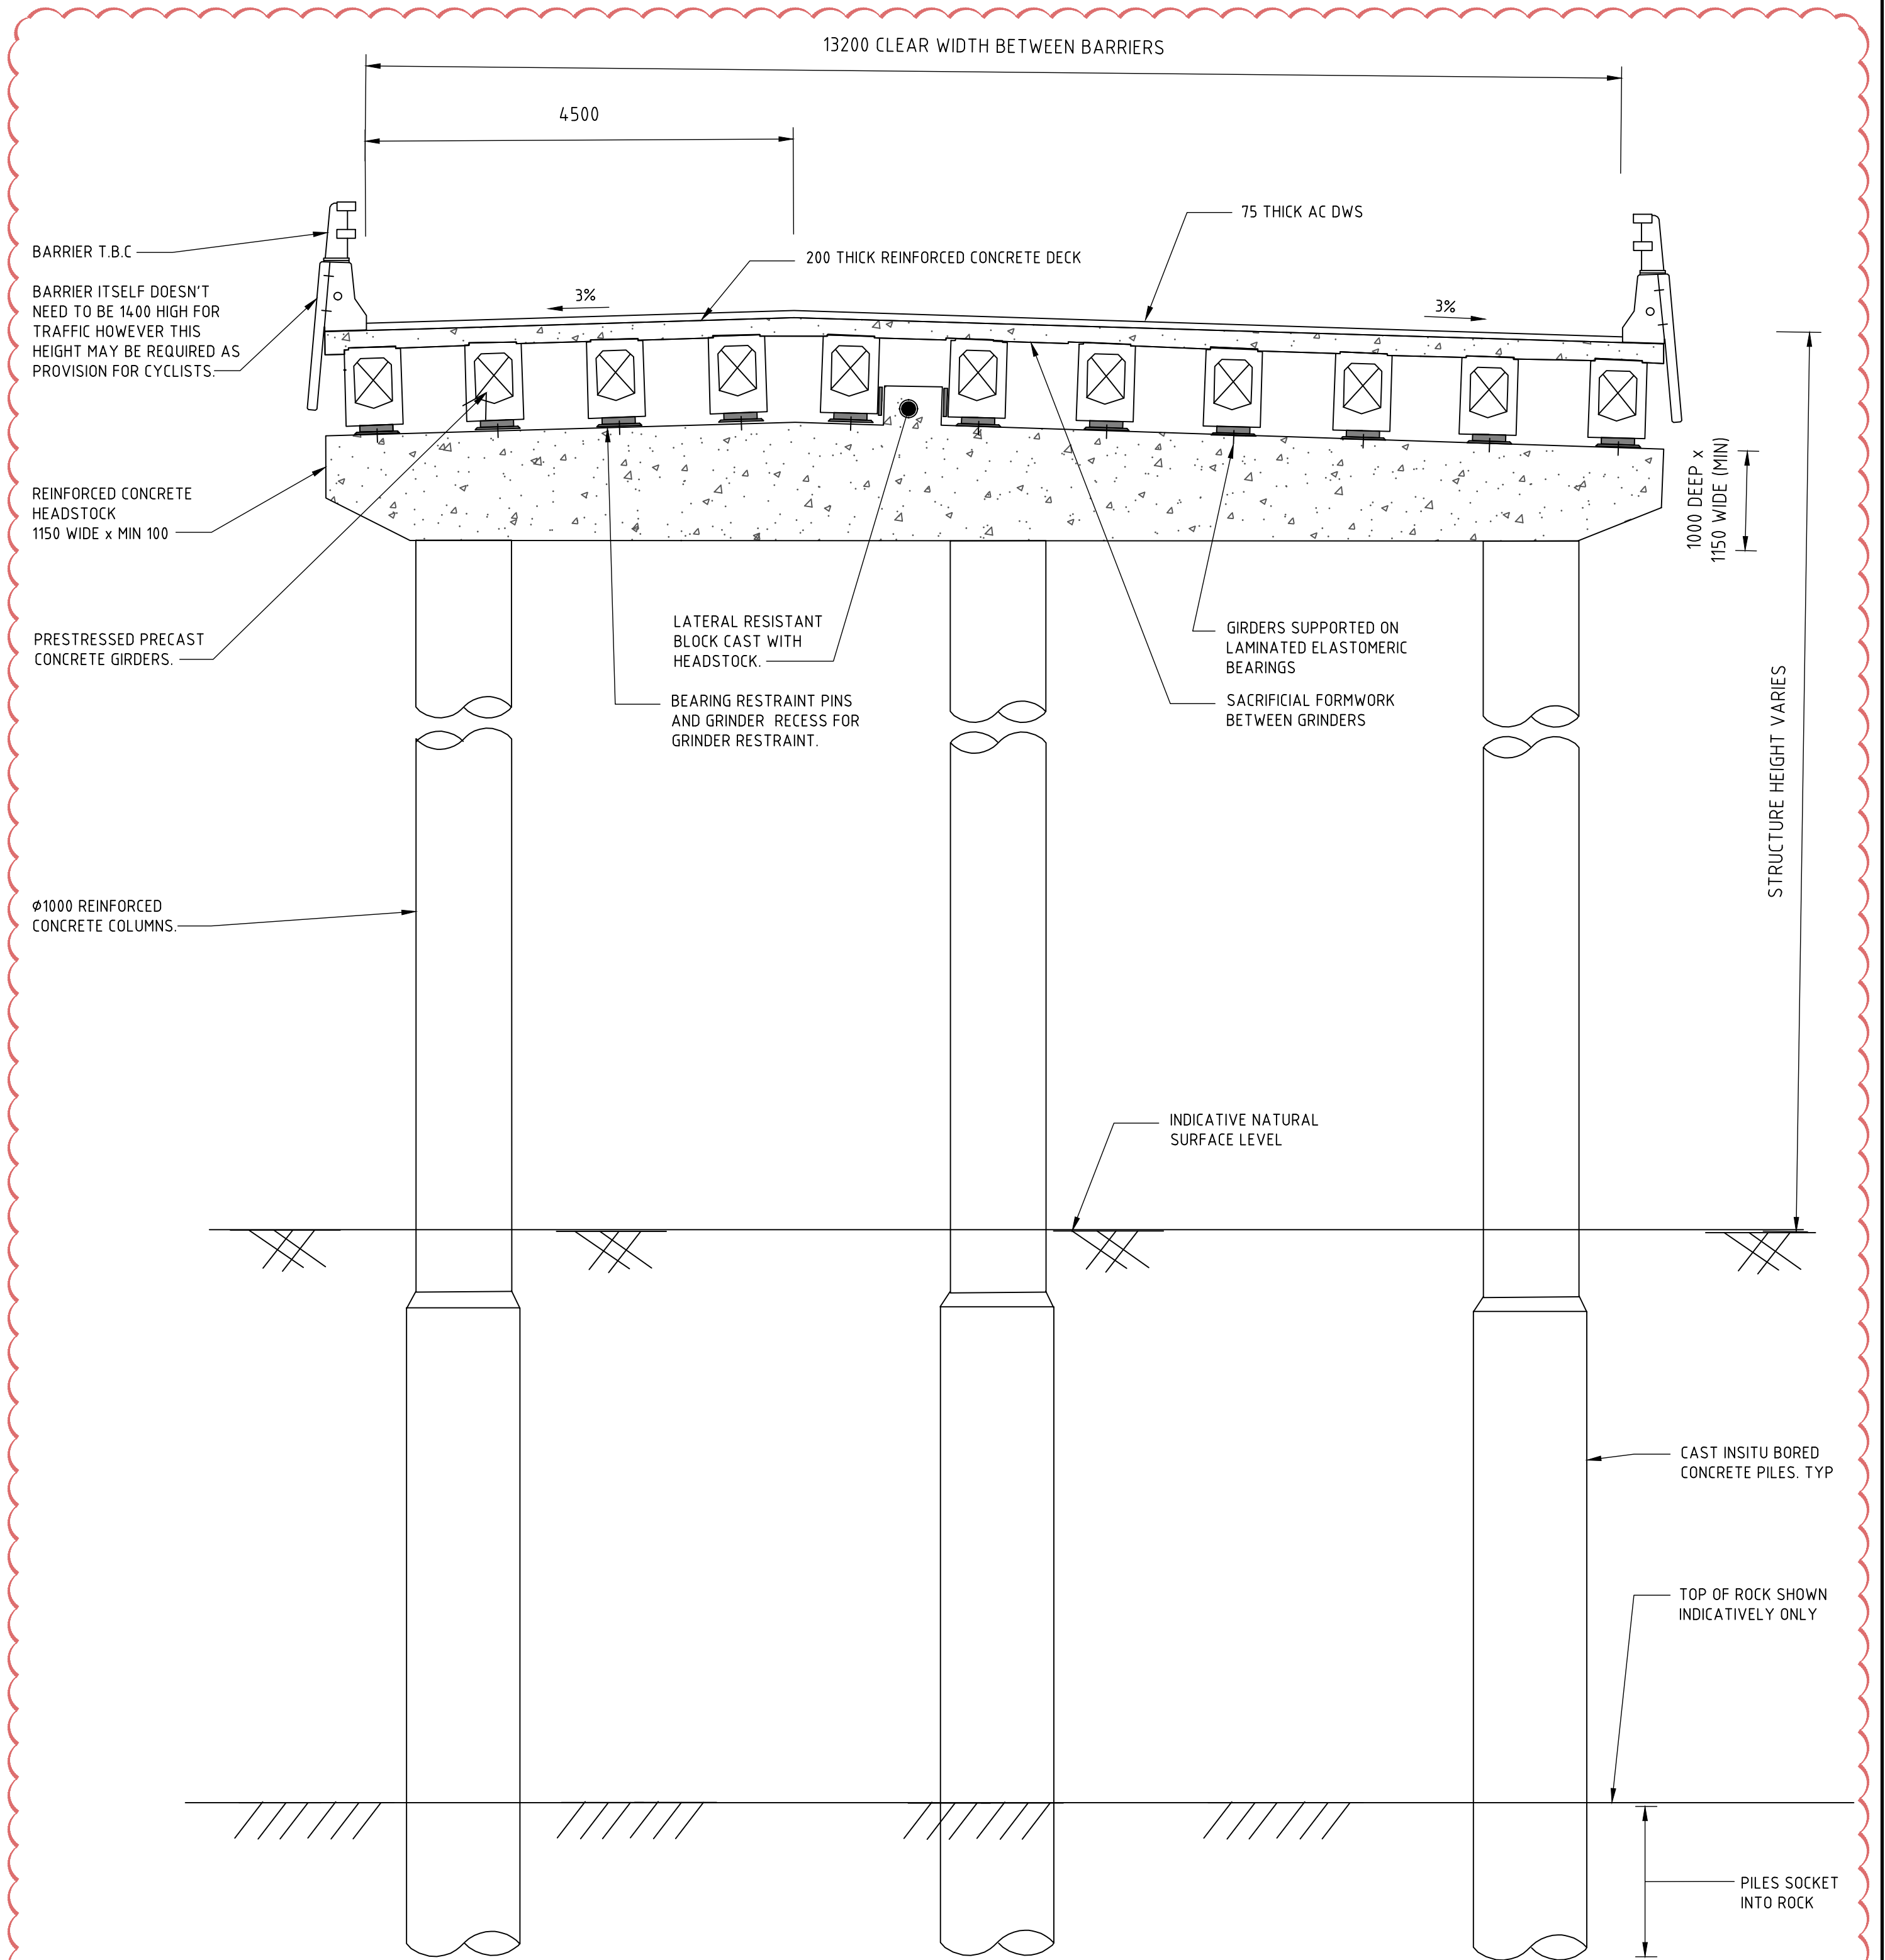 13200 CLEAR WIDTH BETWEEN BARRIERS
4500
75 THICK AC DWS
BARRIER T.B.C
200 THICK REINFORCED CONCRETE DECK
BARRIER ITSELF DOESN'T
NEED TO BE 1400 HIGH FOR
TRAFFIC HOWEVER THIS
HEIGHT MAY BE REQUIRED AS
PROVISION FOR CYCLISTS.
3%
3%
REINFORCED CONCRETE
HEADSTOCK
1150 WIDE x MIN 100
1000 DEEP x
1150 WIDE (MIN)
PRESTRESSED PRECAST
CONCRETE GIRDERS.
LATERAL RESISTANT
BLOCK CAST WITH
HEADSTOCK.
GIRDERS SUPPORTED ON
LAMINATED ELASTOMERIC
BEARINGS
BEARING RESTRAINT PINS
AND GRINDER RECESS FOR
GRINDER RESTRAINT.
SACRIFICIAL FORMWORK
BETWEEN GRINDERS
STRUCTURE HEIGHT VARIES
Ø1000 REINFORCED
CONCRETE COLUMNS.
INDICATIVE NATURAL
SURFACE LEVEL
CAST INSITU BORED
CONCRETE PILES. TYP
TOP OF ROCK SHOWN
INDICATIVELY ONLY
PILES SOCKET
INTO ROCK